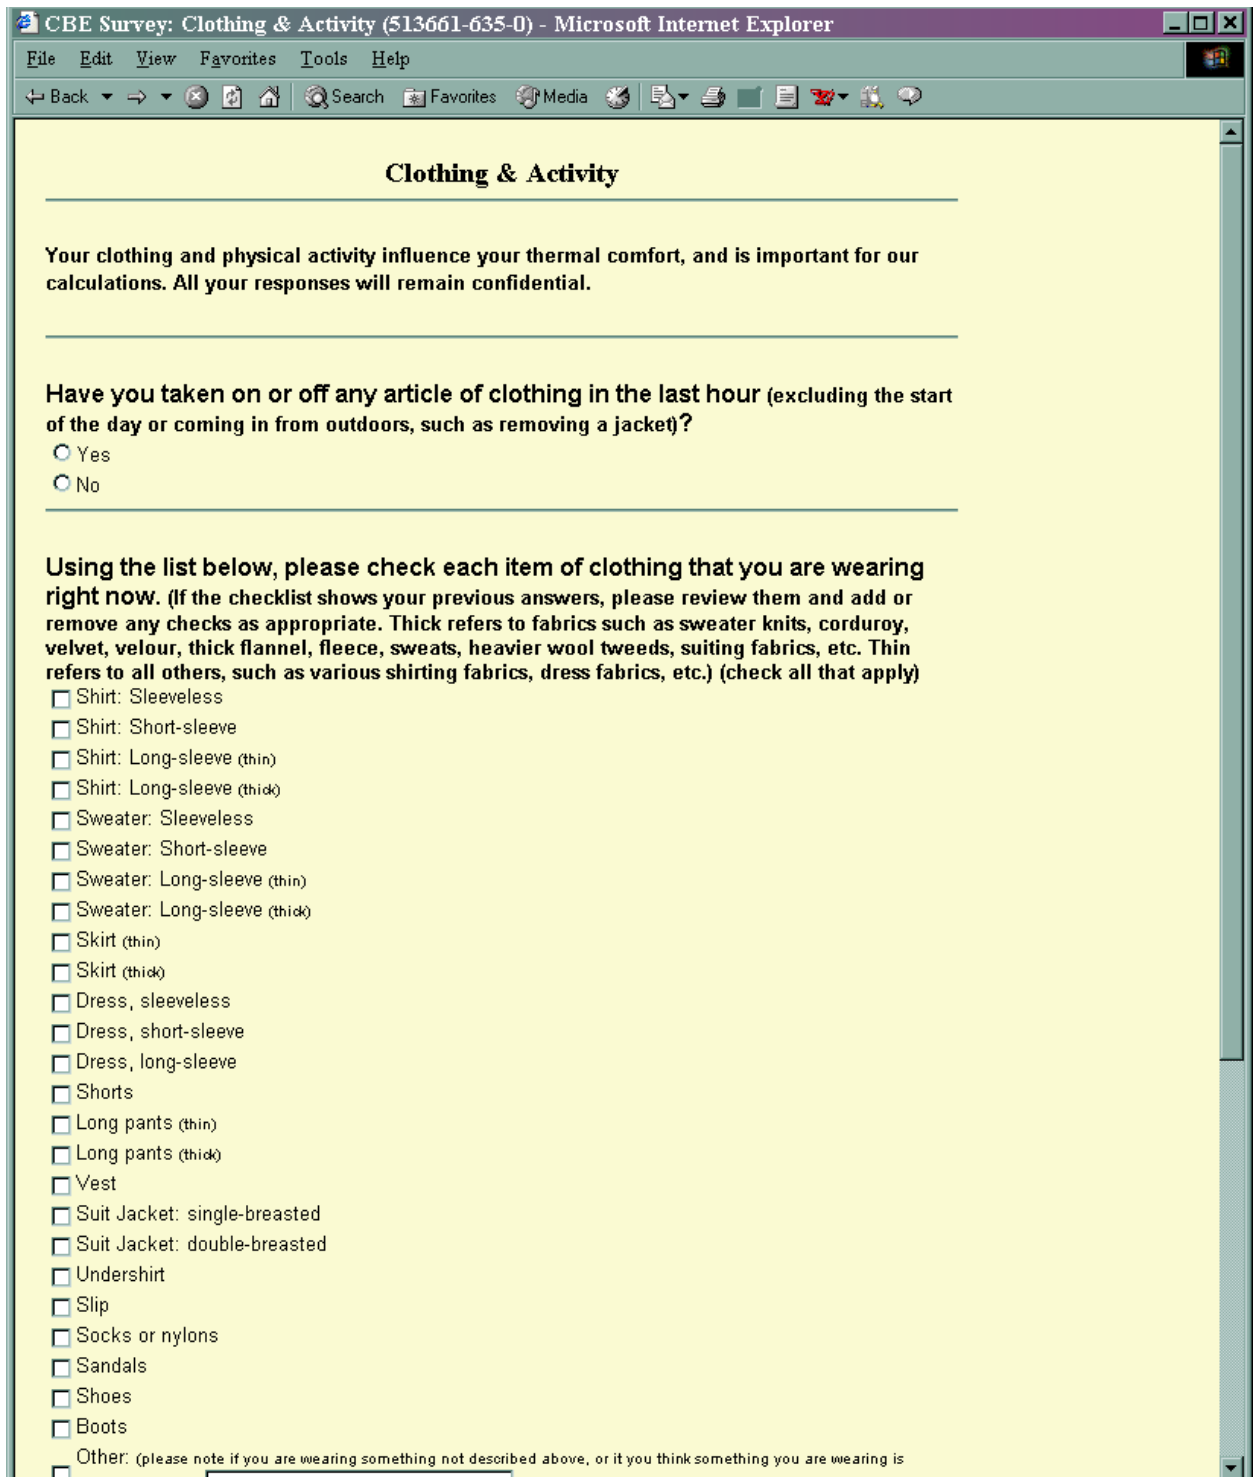 CBE Survey: Clothing & Activity (513661-635-0) - Microsoft Internet Explorer
File Edit View Favorites Tools Help
Back Search Favorites Media
Clothing & Activity
Your clothing and physical activity influence your thermal comfort, and is important for our
calculations. All your responses will remain confidential.
Have you taken on or off any article of clothing in the last hour (excluding the start
of the day or coming in from outdoors, such as removing a jacket)?
Yes
No
Using the list below, please check each item of clothing that you are wearing
right now. (If the checklist shows your previous answers, please review them and add or
remove any checks as appropriate. Thick refers to fabrics such as sweater knits, corduroy,
velvet, velour, thick flannel, fleece, sweats, heavier wool tweeds, suiting fabrics, etc. Thin
refers to all others, such as various shirting fabrics, dress fabrics, etc.) (check all that apply)
Shirt: Sleeveless
Shirt: Short-sleeve
Shirt: Long-sleeve (thin)
Shirt: Long-sleeve (thick)
Sweater: Sleeveless
Sweater: Short-sleeve
Sweater: Long-sleeve (thin)
Sweater: Long-sleeve (thick)
Skirt (thin)
Skirt (thick)
Dress, sleeveless
Dress, short-sleeve
Dress, long-sleeve
Shorts
Long pants (thin)
Long pants (thick)
Vest
Suit Jacket: single-breasted
Suit Jacket: double-breasted
Undershirt
Slip
Socks or nylons
Sandals
Shoes
Boots
Other: (please note if you are wearing something not described above, or it you think something you are wearing is